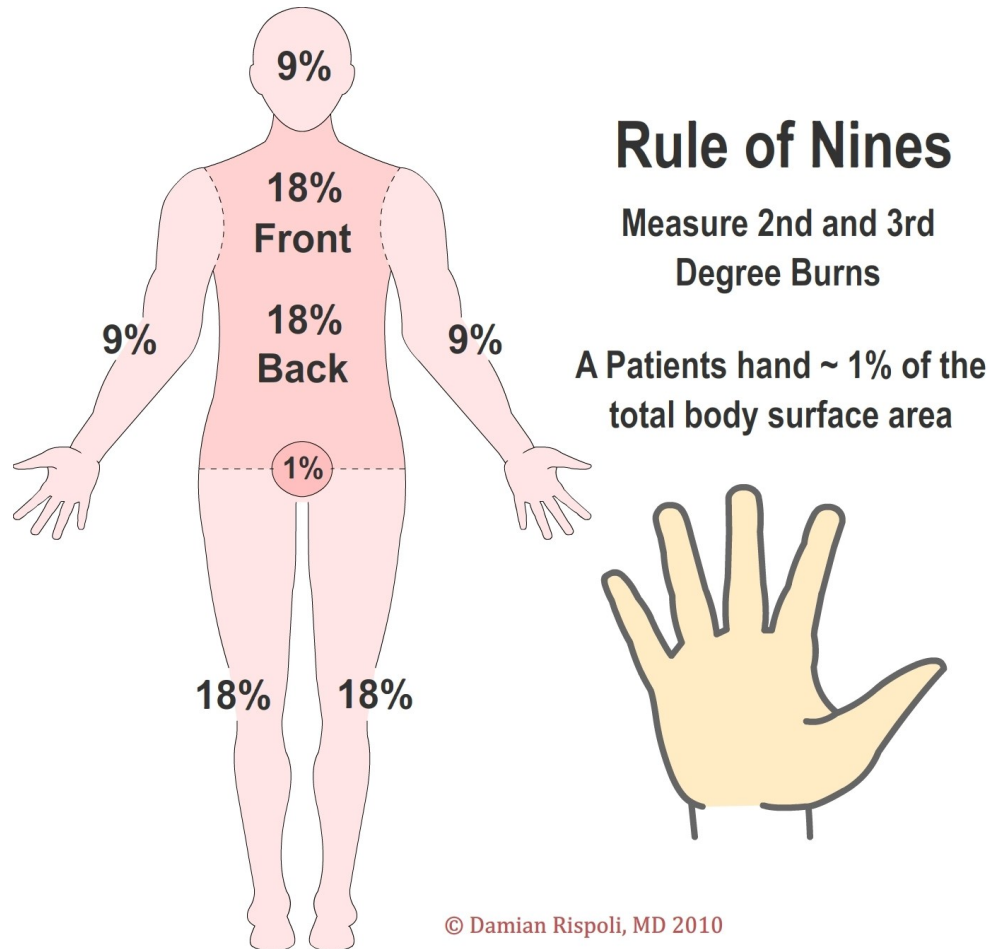 9%
18%
Front
18%
Back
9%
9%
1%
18%
18%
Rule of Nines
Measure 2nd and 3rd
Degree Burns
A Patients hand ~ 1% of the
total body surface area
© Damian Rispoli, MD 2010